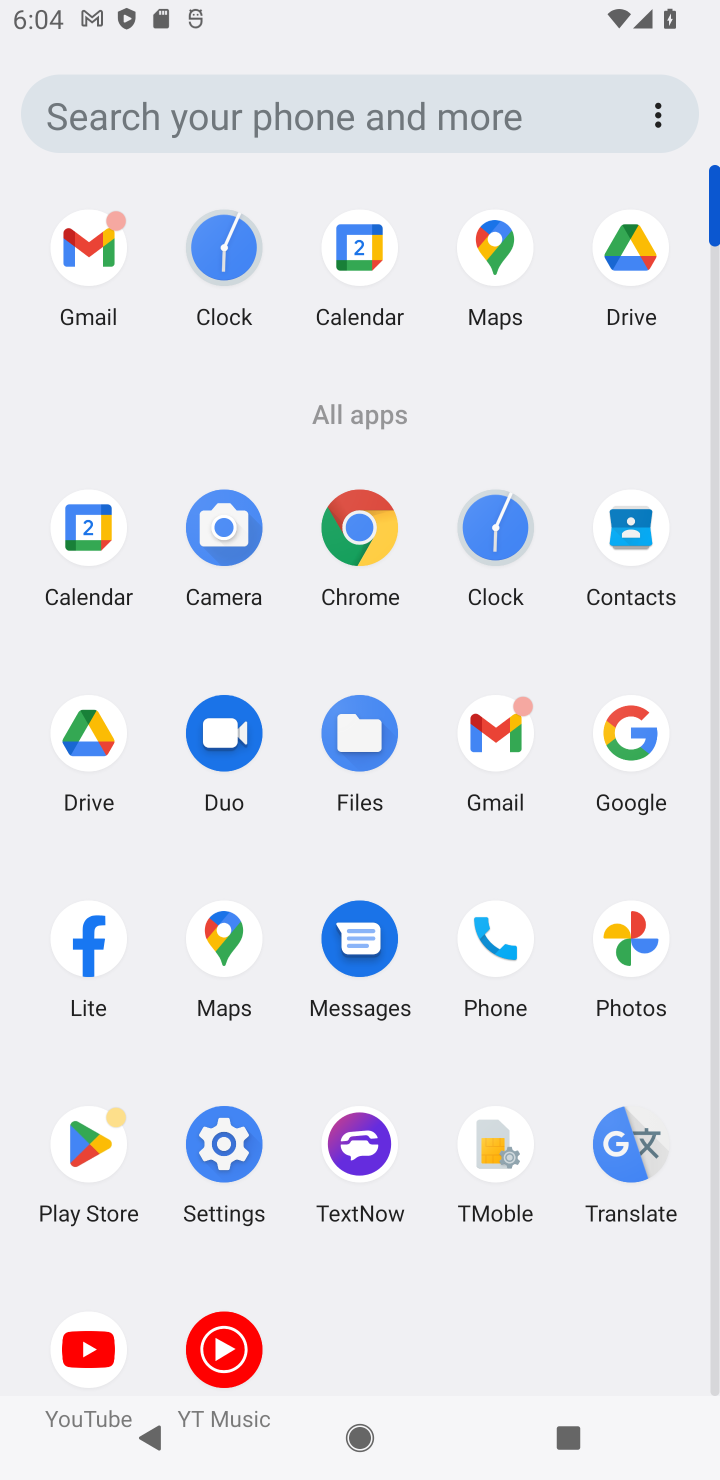 6:04
Search your phone and more
Gmail Clock Calendar Maps Drive
All apps
Calendar Camera Chrome Clock Contacts
Drive Duo Files Gmail Google
Lite Maps Messages Phone Photos
Play Store Settings TextNow TMoble Translate
YouTube YT Music